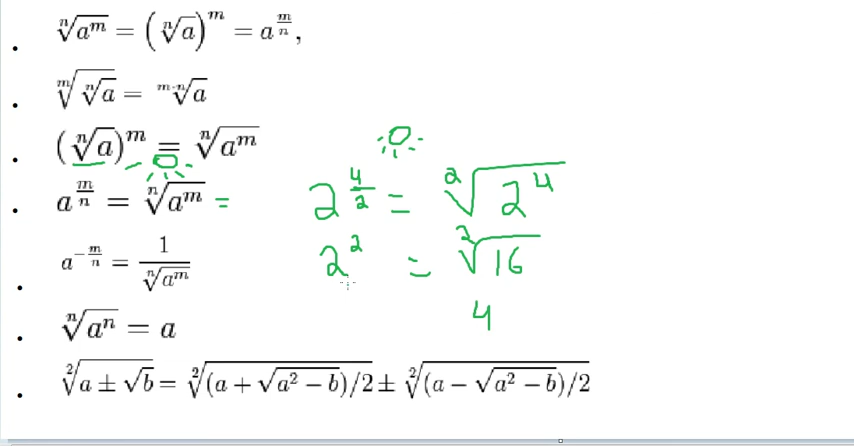 • ⁿ√(aᵐ) = (ⁿ√a)ᵐ = a^(m/n),
• ᵐ√(ⁿ√a) = ᵐ·ⁿ√a
• (ⁿ√a)ᵐ = ⁿ√(aᵐ)
• a^(m/n) = ⁿ√(aᵐ) =
2^(4/2) = ²√(2⁴)
• a^(−m/n) = 1/ⁿ√(aᵐ)
2² = ²√16
4
• ⁿ√(aⁿ) = a
• ²√(a ± √b) = ²√((a + √(a² − b))/2) ± ²√((a − √(a² − b))/2)